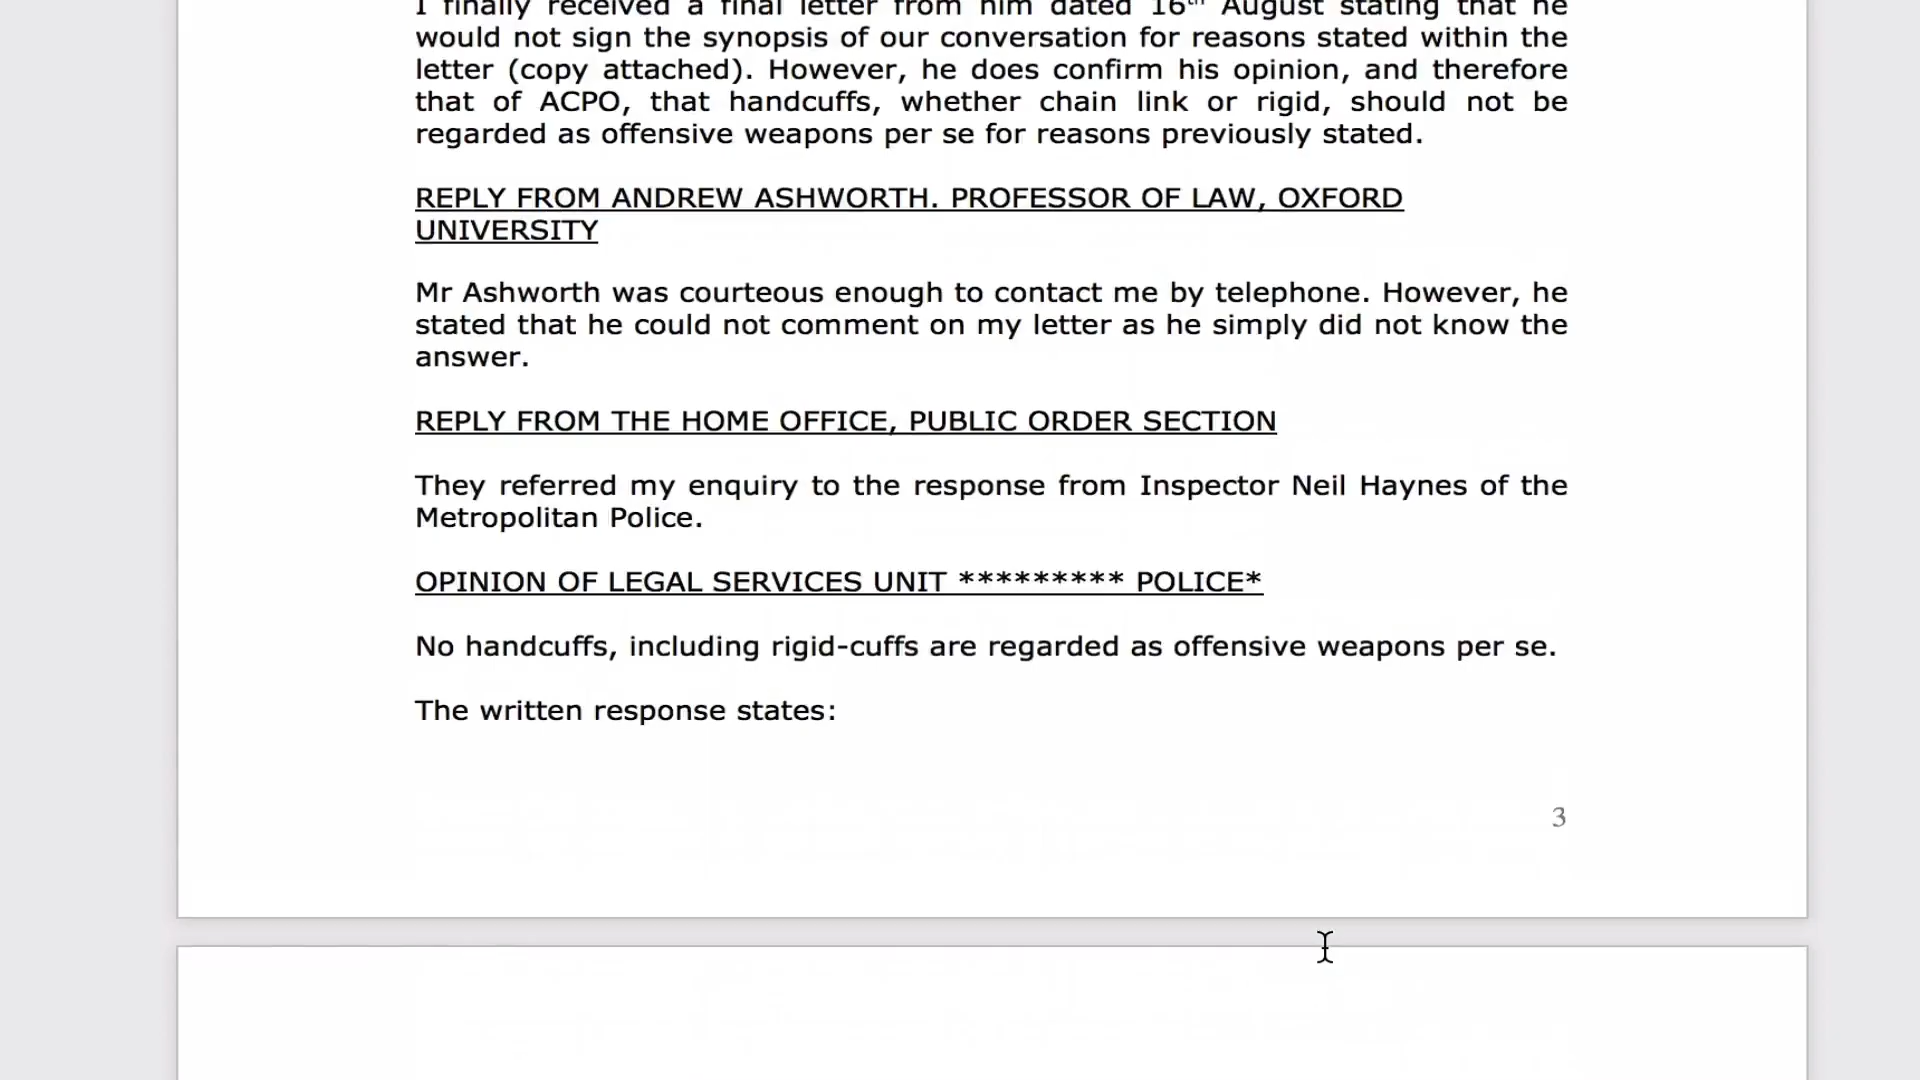 I finally received a final letter from him dated 16th August stating that he
would not sign the synopsis of our conversation for reasons stated within the
letter (copy attached). However, he does confirm his opinion, and therefore
that of ACPO, that handcuffs, whether chain link or rigid, should not be
regarded as offensive weapons per se for reasons previously stated.
REPLY FROM ANDREW ASHWORTH. PROFESSOR OF LAW, OXFORD
UNIVERSITY
Mr Ashworth was courteous enough to contact me by telephone. However, he
stated that he could not comment on my letter as he simply did not know the
answer.
REPLY FROM THE HOME OFFICE, PUBLIC ORDER SECTION
They referred my enquiry to the response from Inspector Neil Haynes of the
Metropolitan Police.
OPINION OF LEGAL SERVICES UNIT ********* POLICE*
No handcuffs, including rigid-cuffs are regarded as offensive weapons per se.
The written response states:
3